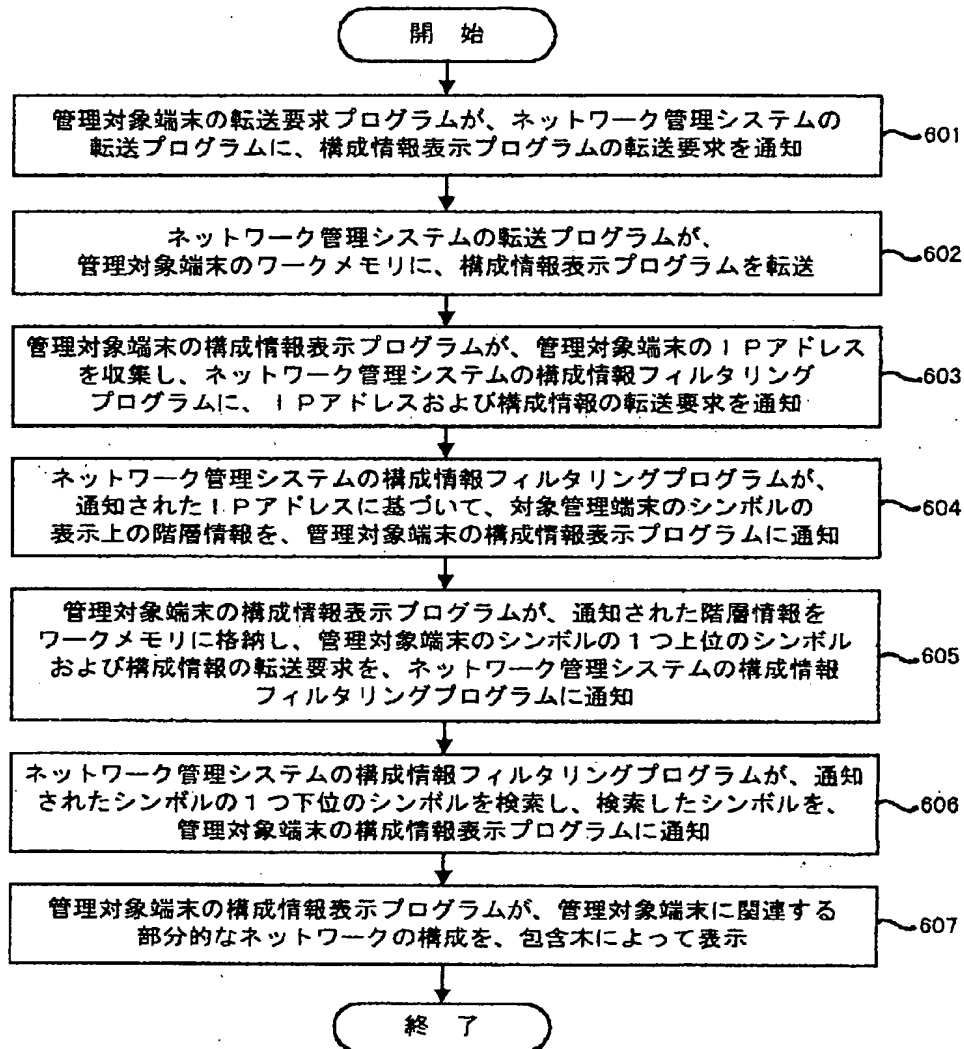 開 始
管理対象端末の転送要求プログラムが、ネットワーク管理システムの
転送プログラムに、構成情報表示プログラムの転送要求を通知
601
ネットワーク管理システムの転送プログラムが、
管理対象端末のワークメモリに、構成情報表示プログラムを転送
602
管理対象端末の構成情報表示プログラムが、管理対象端末のIPアドレス
を収集し、ネットワーク管理システムの構成情報フィルタリング
プログラムに、IPアドレスおよび構成情報の転送要求を通知
603
ネットワーク管理システムの構成情報フィルタリングプログラムが、
通知されたIPアドレスに基づいて、対象管理端末のシンボルの
表示上の階層情報を、管理対象端末の構成情報表示プログラムに通知
604
管理対象端末の構成情報表示プログラムが、通知された階層情報を
ワークメモリに格納し、管理対象端末のシンボルの1つ上位のシンボル
および構成情報の転送要求を、ネットワーク管理システムの構成情報
フィルタリングプログラムに通知
605
ネットワーク管理システムの構成情報フィルタリングプログラムが、通知
されたシンボルの1つ下位のシンボルを検索し、検索したシンボルを、
管理対象端末の構成情報表示プログラムに通知
606
管理対象端末の構成情報表示プログラムが、管理対象端末に関連する
部分的なネットワークの構成を、包含木によって表示
607
終 了